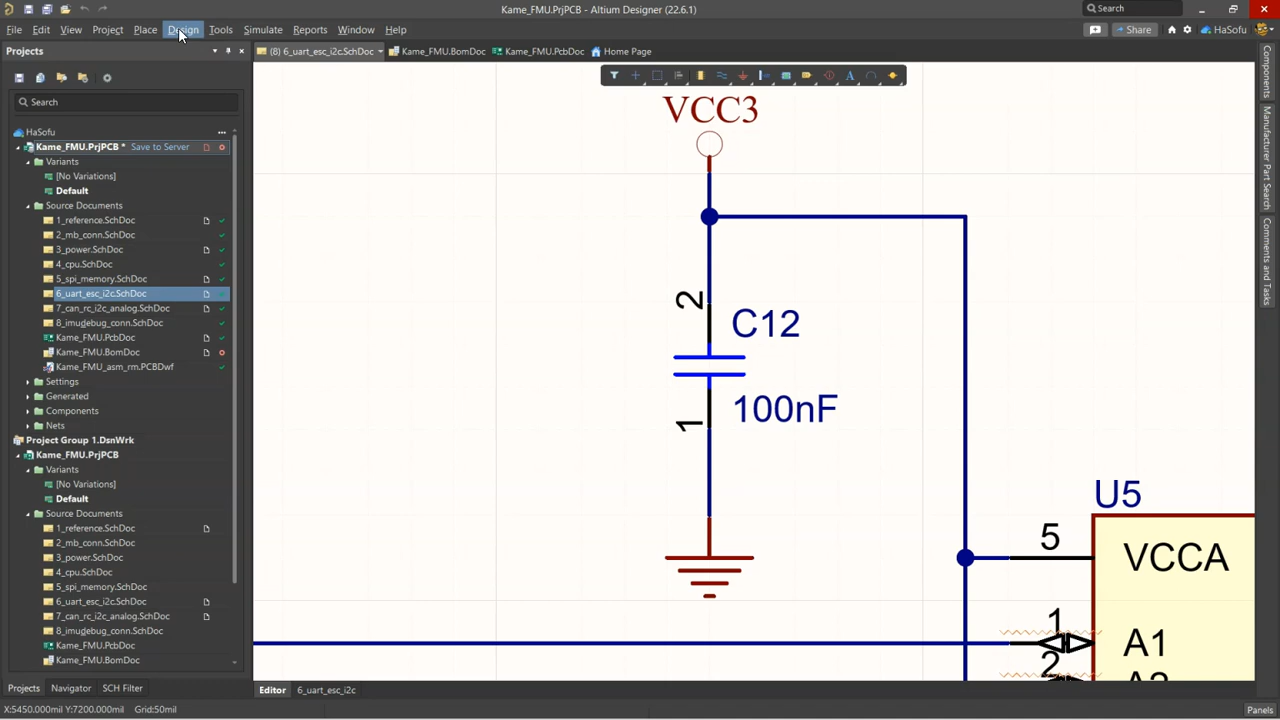 Kame_FMU.PrjPCB - Altium Designer (22.6.1)
Search
File Edit View Project Place Design Tools Simulate Reports Window Help
Share
HaSofu
Projects
(8) 6_uart_esc_i2c.SchDoc
Kame_FMU.BomDoc
Kame_FMU.PcbDoc
Home Page
Search
HaSofu
Kame_FMU.PrjPCB * Save to Server
Variants
[No Variations]
Default
Source Documents
1_reference.SchDoc
2_mb_conn.SchDoc
3_power.SchDoc
4_cpu.SchDoc
5_spi_memory.SchDoc
6_uart_esc_i2c.SchDoc
7_can_rc_i2c_analog.SchDoc
8_imugebug_conn.SchDoc
Kame_FMU.PcbDoc
Kame_FMU.BomDoc
Kame_FMU_asm_rm.PCBDwf
Settings
Generated
Components
Nets
Project Group 1.DsnWrk
Kame_FMU.PrjPCB
Variants
[No Variations]
Default
Source Documents
1_reference.SchDoc
2_mb_conn.SchDoc
3_power.SchDoc
4_cpu.SchDoc
5_spi_memory.SchDoc
6_uart_esc_i2c.SchDoc
7_can_rc_i2c_analog.SchDoc
8_imugebug_conn.SchDoc
Kame_FMU.PcbDoc
Kame_FMU.BomDoc
VCC3
2
C12
100nF
1
U5
5
VCCA
1
A1
2
A2
Components
Manufacturer Part Search
Comments and Tasks
Projects Navigator SCH Filter
Editor 6_uart_esc_i2c
X:5450.000mil Y:7200.000mil Grid:50mil
Panels